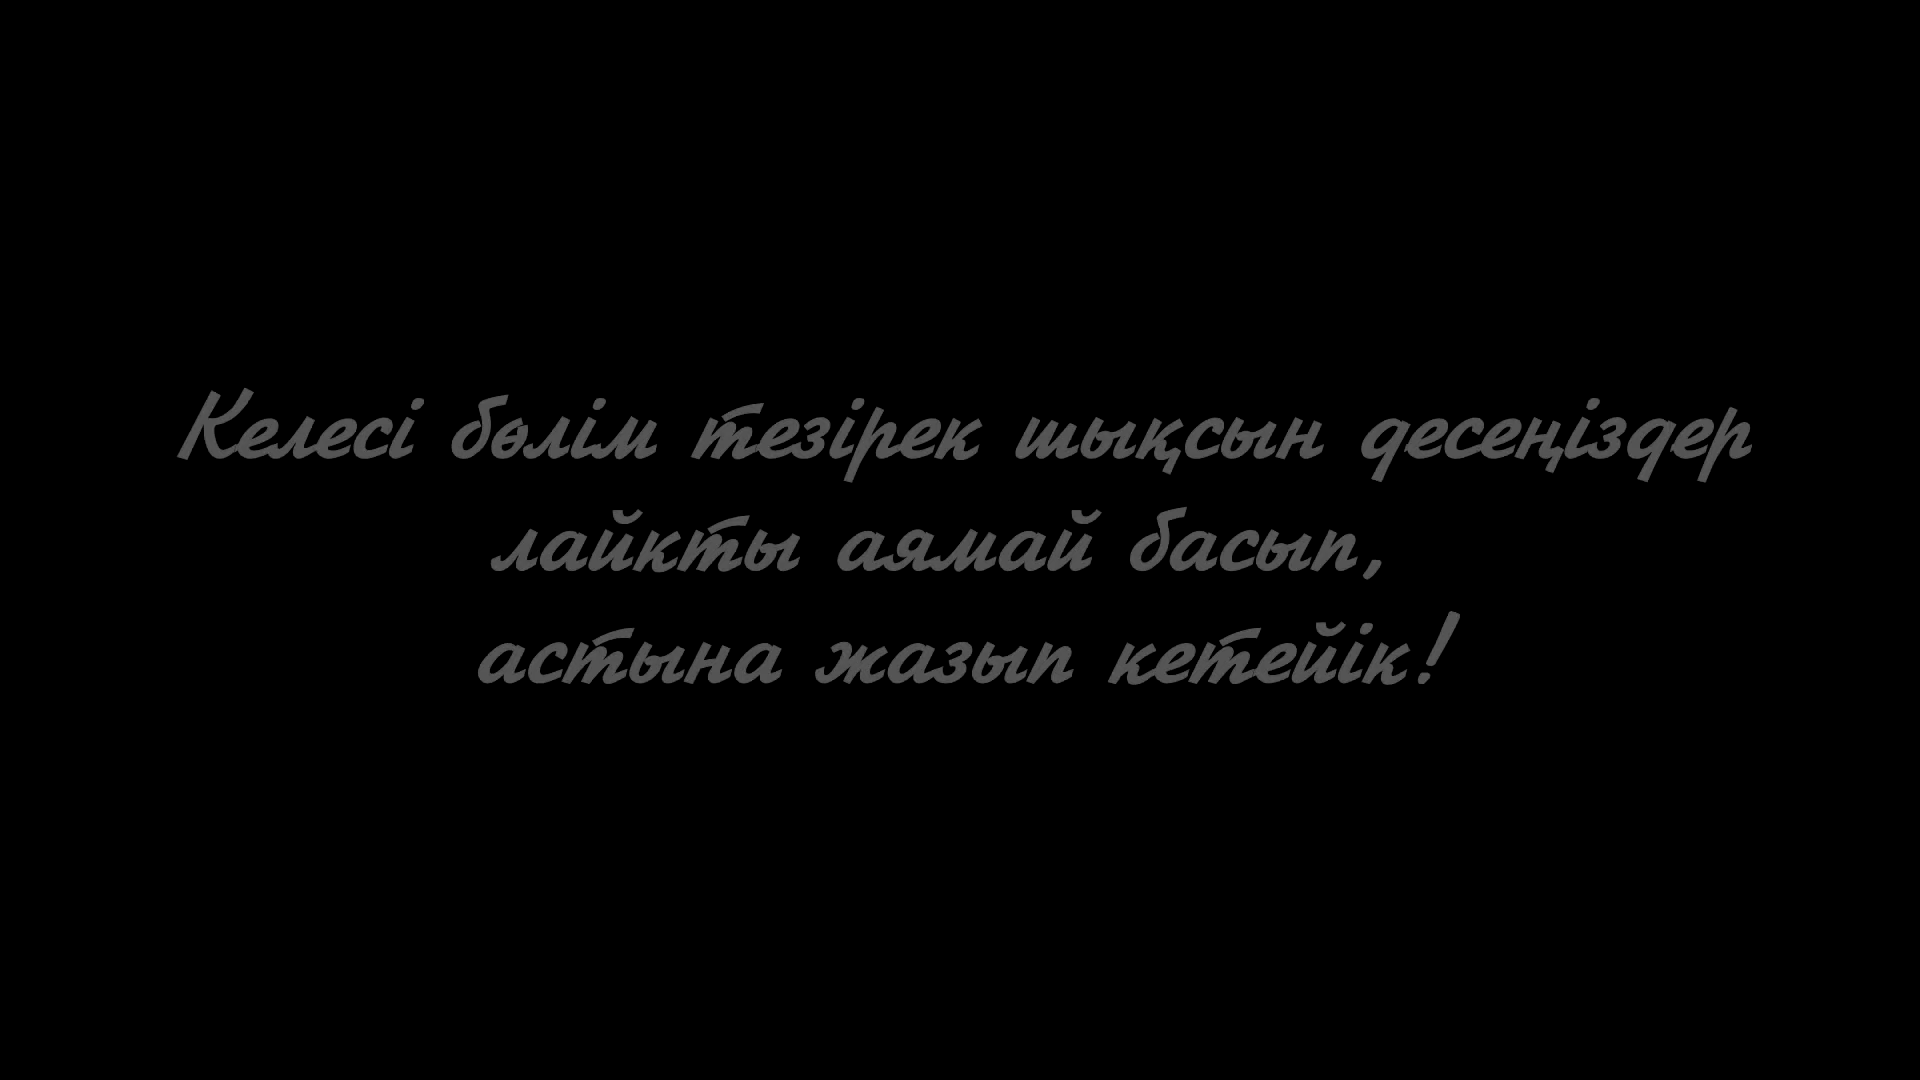 Келесі бөлім тезірек шықсын десеңіздер
лайкты аямай басып,
астына жазып кетейік!